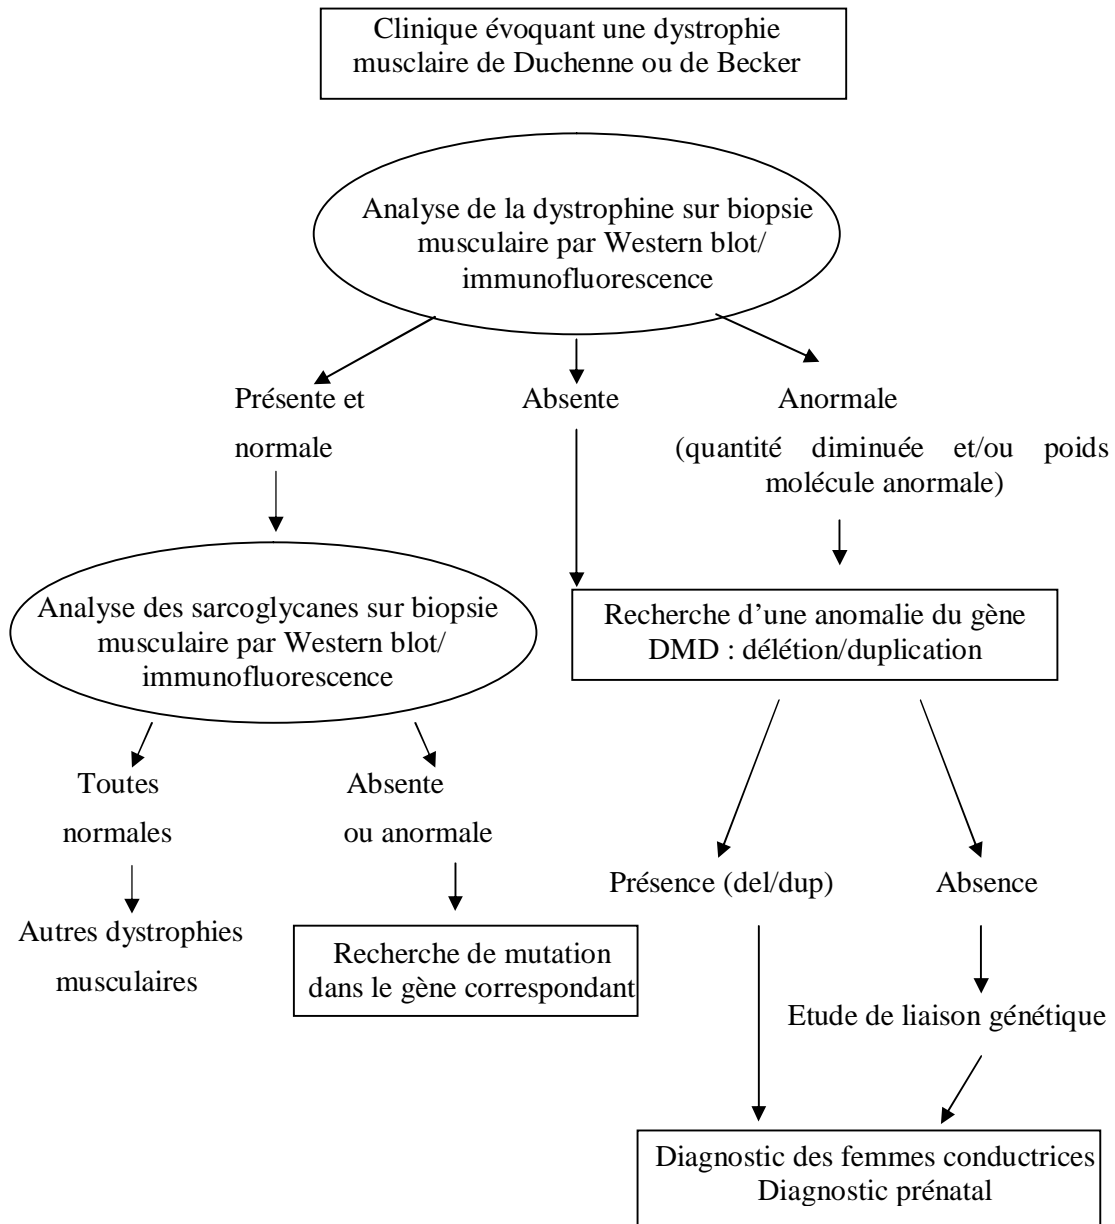 Clinique évoquant une dystrophie
musclaire de Duchenne ou de Becker
Analyse de la dystrophine sur biopsie
musculaire par Western blot/
immunofluorescence
Présente et
normale
Absente
Anormale
(quantité diminuée et/ou poids
molécule anormale)
Analyse des sarcoglycanes sur biopsie
musculaire par Western blot/
immunofluorescence
Recherche d’une anomalie du gène
DMD : délétion/duplication
Toutes
normales
Absente
ou anormale
Présence (del/dup)
Absence
Autres dystrophies
musculaires
Recherche de mutation
dans le gène correspondant
Etude de liaison génétique
Diagnostic des femmes conductrices
Diagnostic prénatal